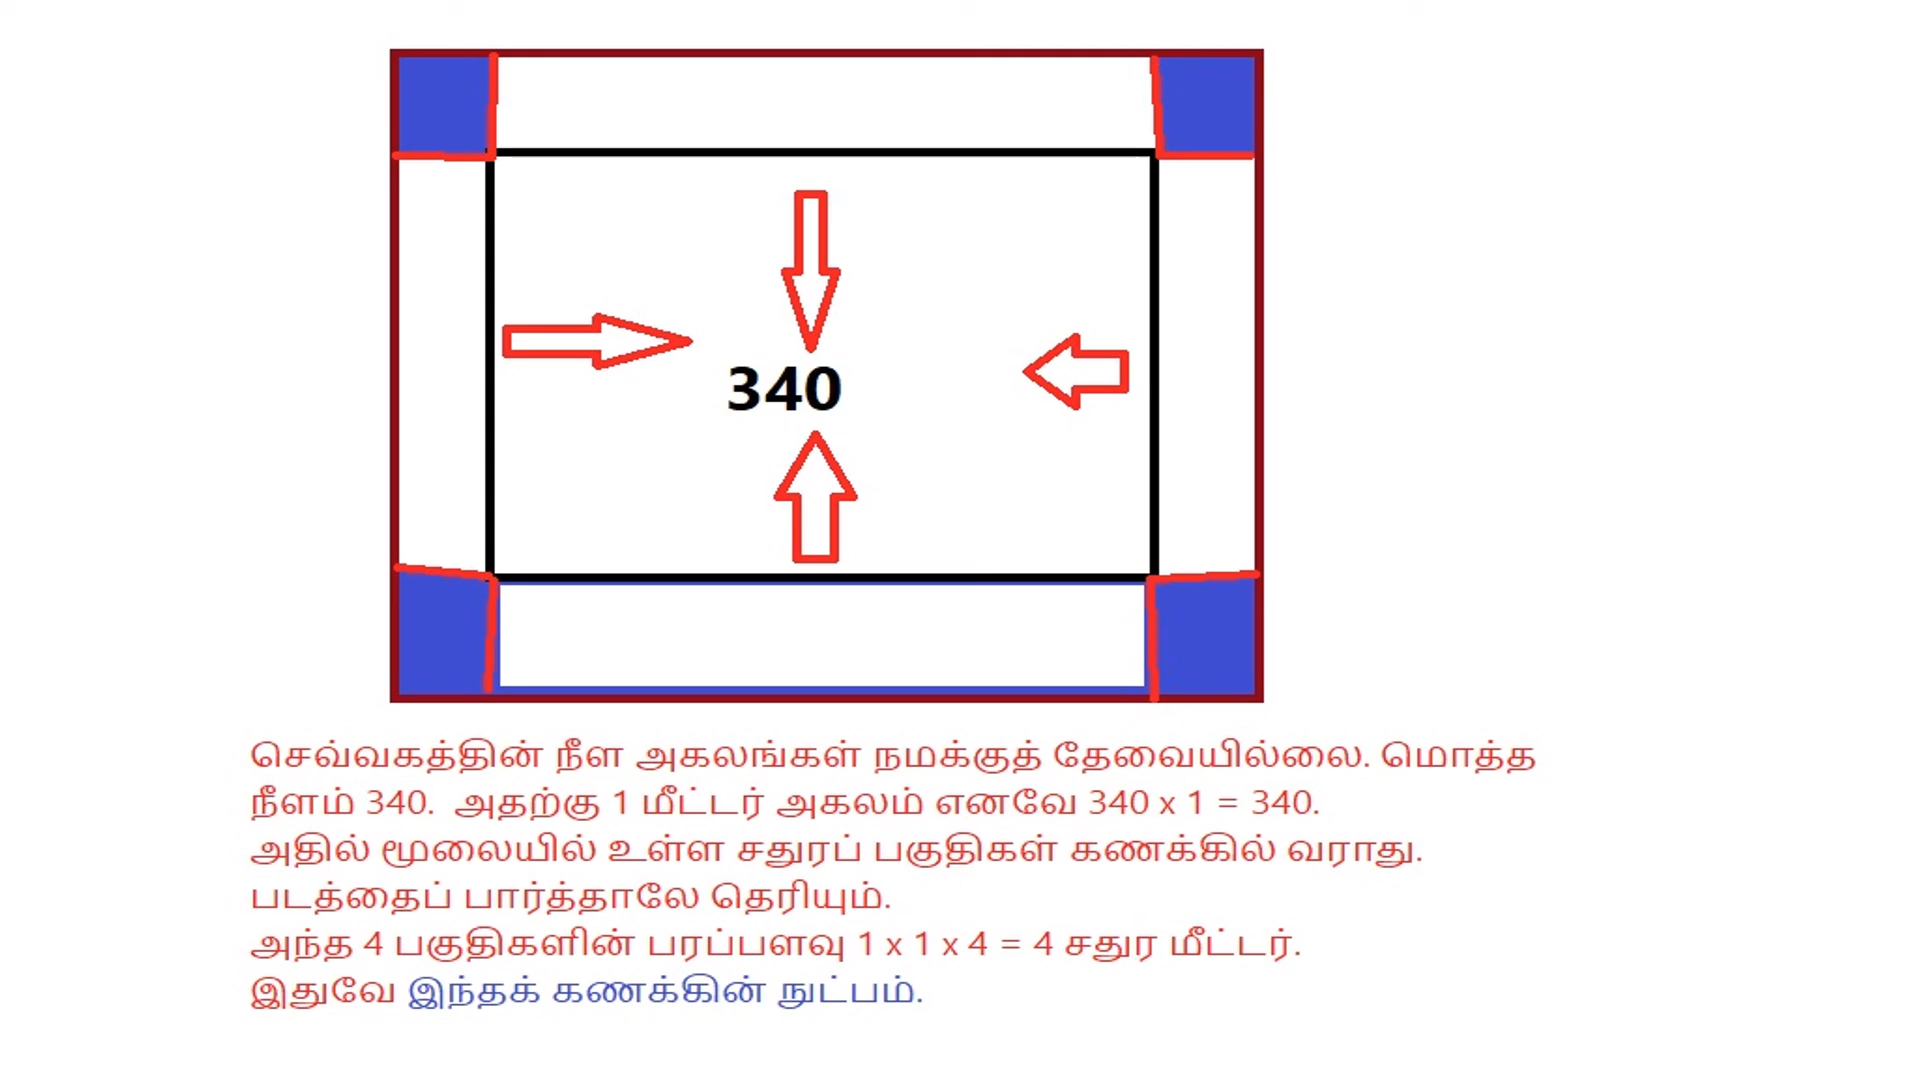 340
செவ்வகத்தின் நீள அகலங்கள் நமக்குத் தேவையில்லை. மொத்த
நீளம் 340. அதற்கு 1 மீட்டர் அகலம் எனவே 340 x 1 = 340.
அதில் மூலையில் உள்ள சதுரப் பகுதிகள் கணக்கில் வராது.
படத்தைப் பார்த்தாலே தெரியும்.
அந்த 4 பகுதிகளின் பரப்பளவு 1 x 1 x 4 = 4 சதுர மீட்டர்.
இதுவே இந்தக் கணக்கின் நுட்பம்.